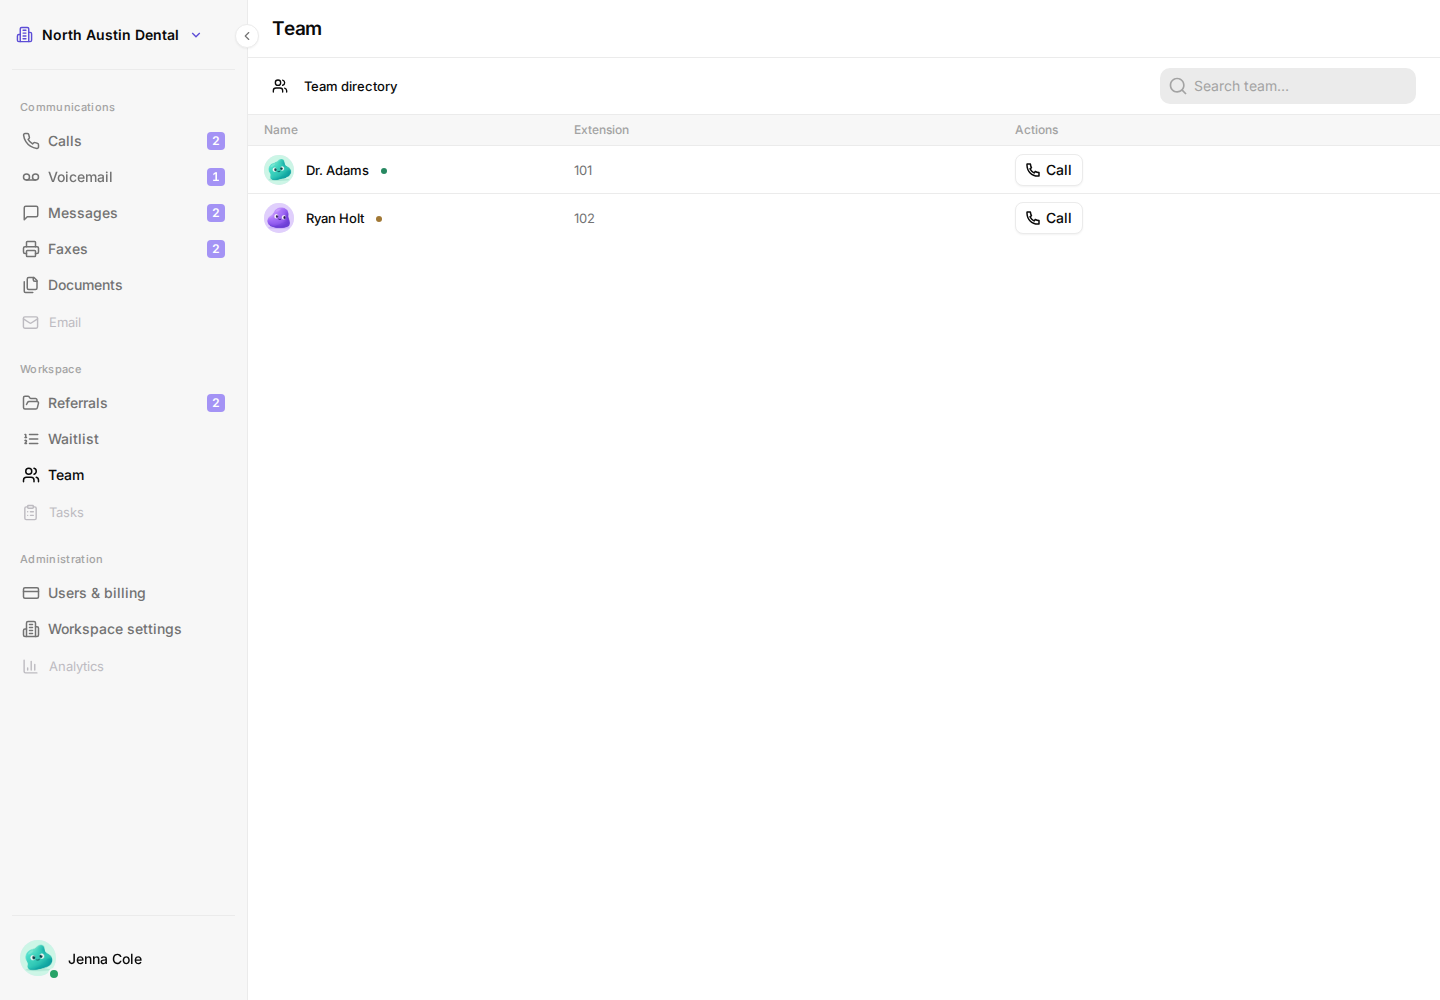 North Austin Dental
Team
Communications
Calls 2
Voicemail 1
Messages 2
Faxes 2
Documents
Email
Workspace
Referrals 2
Waitlist
Team
Tasks
Administration
Users & billing
Workspace settings
Analytics
Jenna Cole
Team directory
Search team...
Name Extension Actions
Dr. Adams 101 Call
Ryan Holt 102 Call